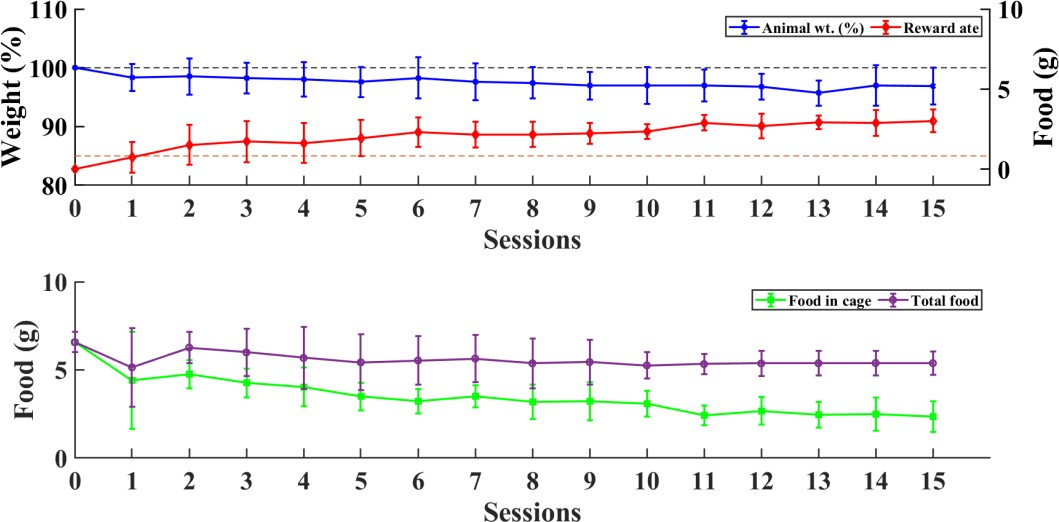 110
100
90
80
Weight (%)
10
5
0
Food (g)
Animal wt. (%) Reward ate
0 1 2 3 4 5 6 7 8 9 10 11 12 13 14 15
Sessions
10
5
0
Food (g)
Food in cage Total food
0 1 2 3 4 5 6 7 8 9 10 11 12 13 14 15
Sessions